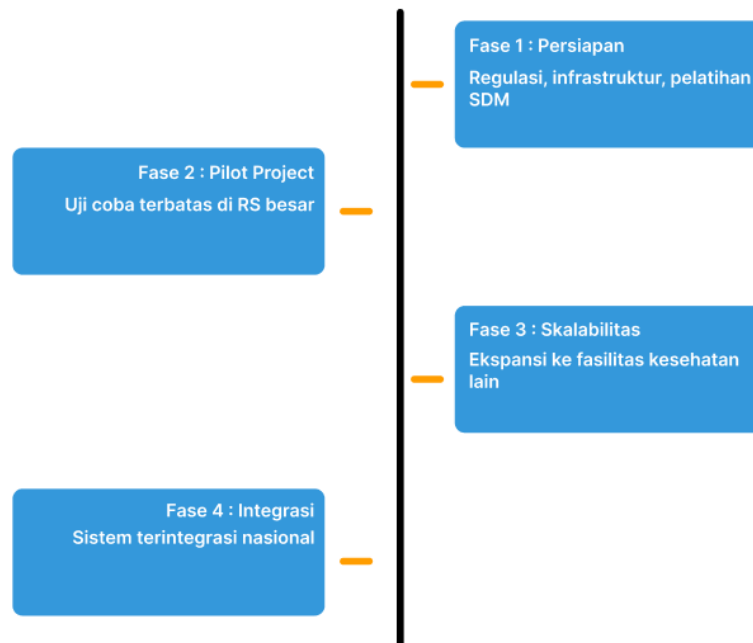 Fase 1 : Persiapan
Regulasi, infrastruktur, pelatihan
SDM
Fase 2 : Pilot Project
Uji coba terbatas di RS besar
Fase 3 : Skalabilitas
Ekspansi ke fasilitas kesehatan
lain
Fase 4 : Integrasi
Sistem terintegrasi nasional